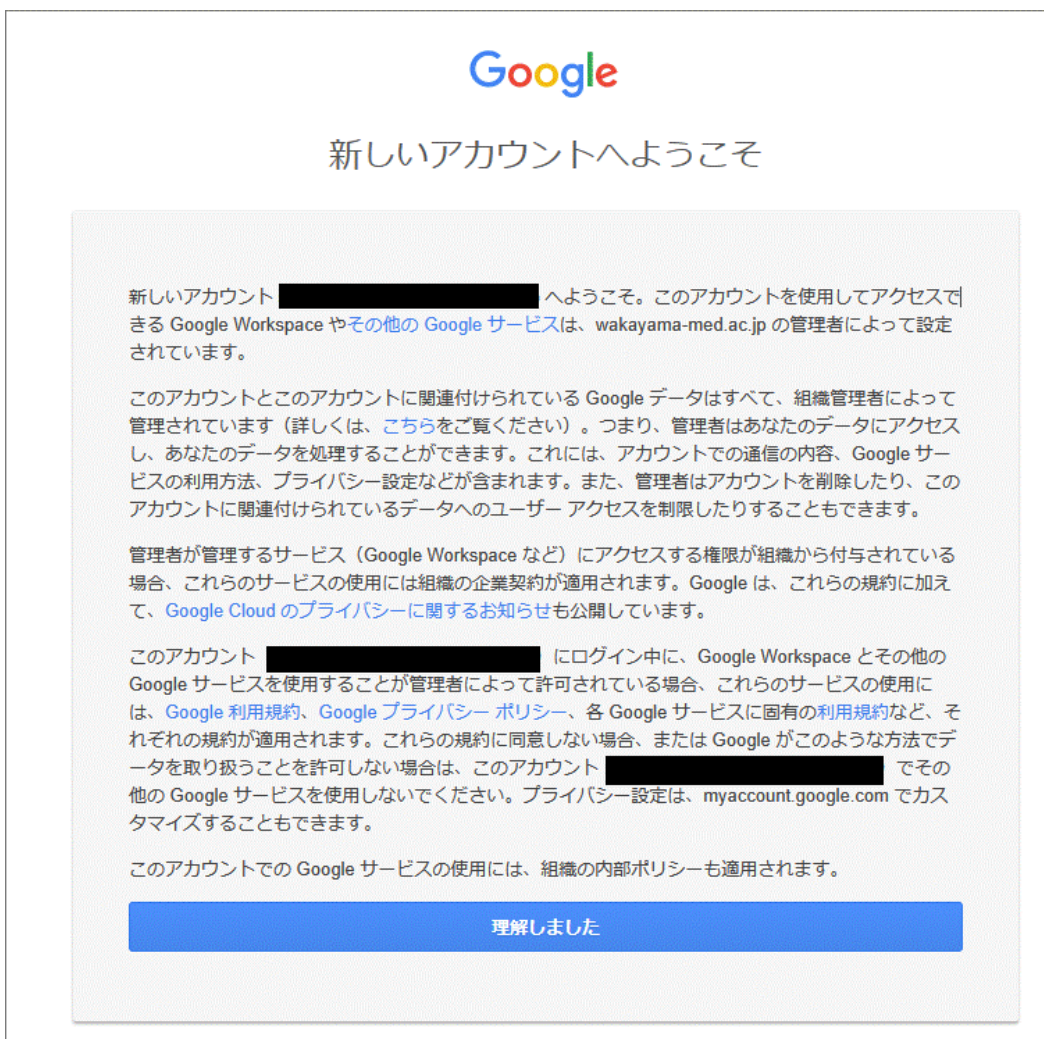 Google
新しいアカウントへようこそ
新しいアカウント へようこそ。このアカウントを使用してアクセスで
きる Google Workspace やその他の Google サービスは、wakayama-med.ac.jp の管理者によって設定
されています。
このアカウントとこのアカウントに関連付けられている Google データはすべて、組織管理者によって
管理されています（詳しくは、こちらをご覧ください）。つまり、管理者はあなたのデータにアクセス
し、あなたのデータを処理することができます。これには、アカウントでの通信の内容、Google サー
ビスの利用方法、プライバシー設定などが含まれます。また、管理者はアカウントを削除したり、この
アカウントに関連付けられているデータへのユーザー アクセスを制限したりすることもできます。
管理者が管理するサービス（Google Workspace など）にアクセスする権限が組織から付与されている
場合、これらのサービスの使用には組織の企業契約が適用されます。Google は、これらの規約に加え
て、Google Cloud のプライバシーに関するお知らせも公開しています。
このアカウント にログイン中に、Google Workspace とその他の
Google サービスを使用することが管理者によって許可されている場合、これらのサービスの使用に
は、Google 利用規約、Google プライバシー ポリシー、各 Google サービスに固有の利用規約など、そ
れぞれの規約が適用されます。これらの規約に同意しない場合、または Google がこのような方法でデ
ータを取り扱うことを許可しない場合は、このアカウント でその
他の Google サービスを使用しないでください。プライバシー設定は、myaccount.google.com でカス
タマイズすることもできます。
このアカウントでの Google サービスの使用には、組織の内部ポリシーも適用されます。
理解しました